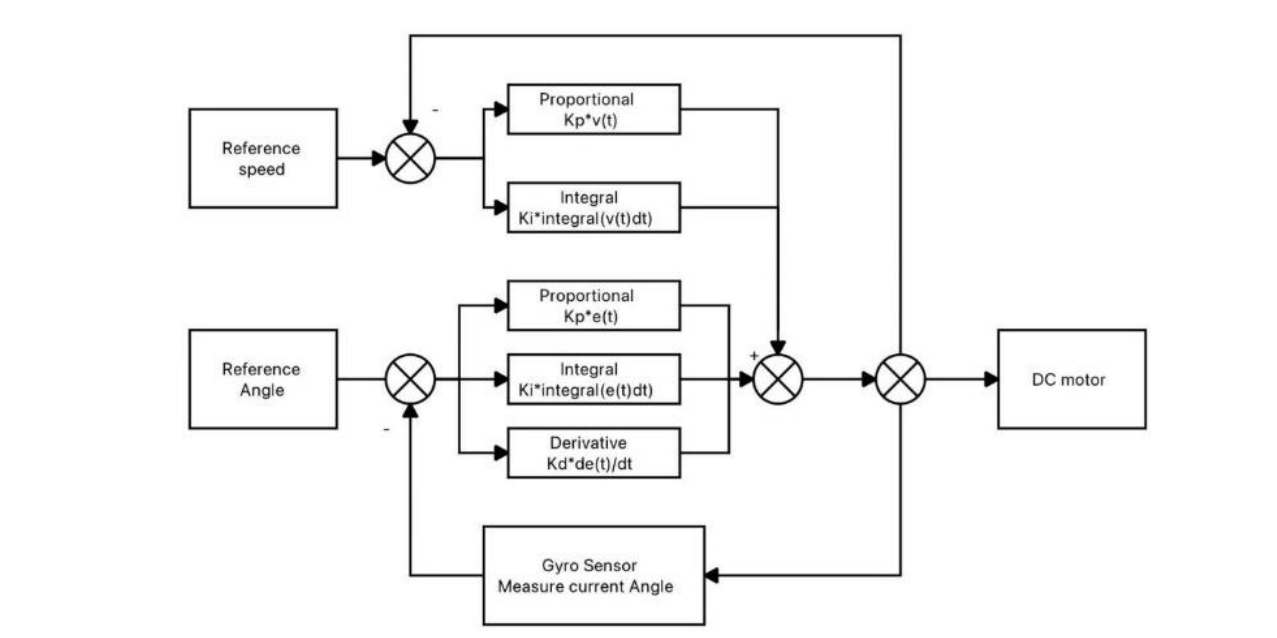 -
Proportional
Kp*v(t)
Reference
speed
Integral
Ki*integral(v(t)dt)
Proportional
Kp*e(t)
+
Reference
Angle
Integral
Ki*integral(e(t)dt)
DC motor
-
Derivative
Kd*de(t)/dt
Gyro Sensor
Measure current Angle